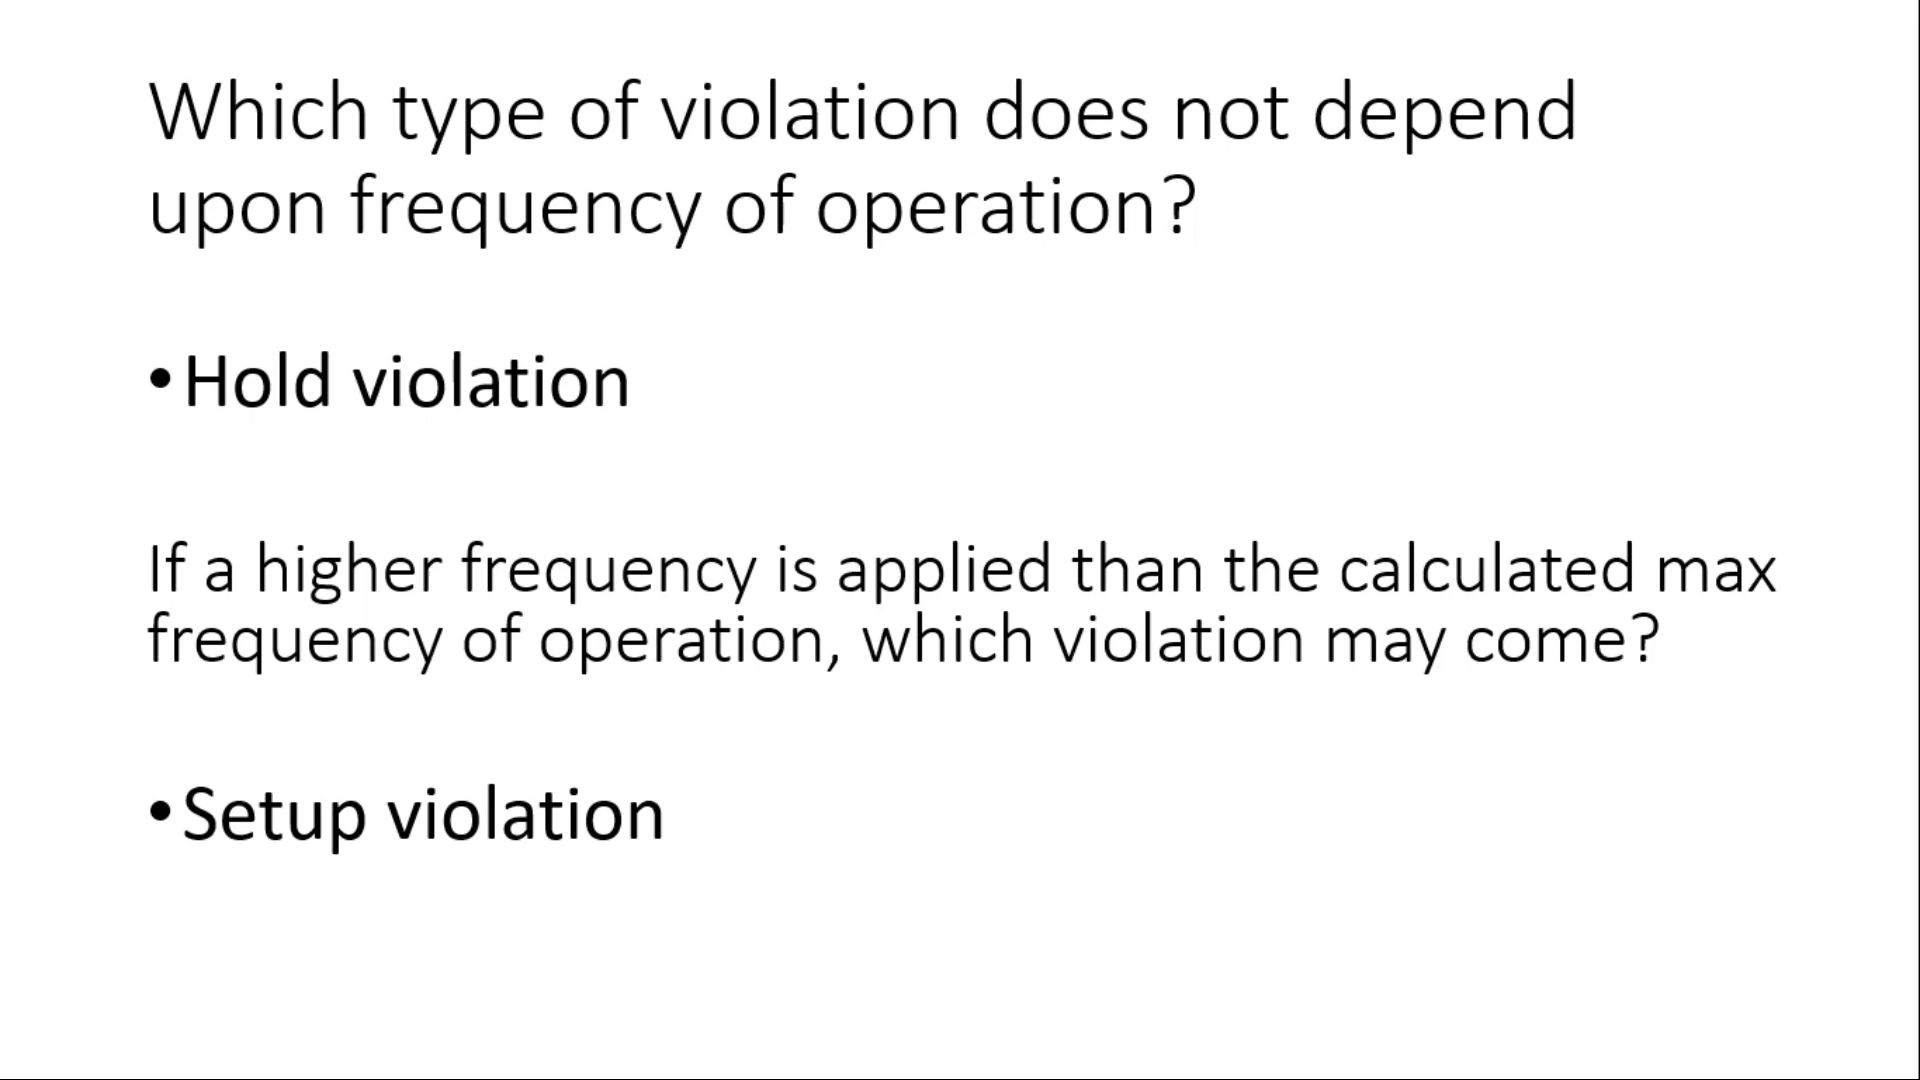 Which type of violation does not depend
upon frequency of operation?
•Hold violation
If a higher frequency is applied than the calculated max
frequency of operation, which violation may come?
•Setup violation